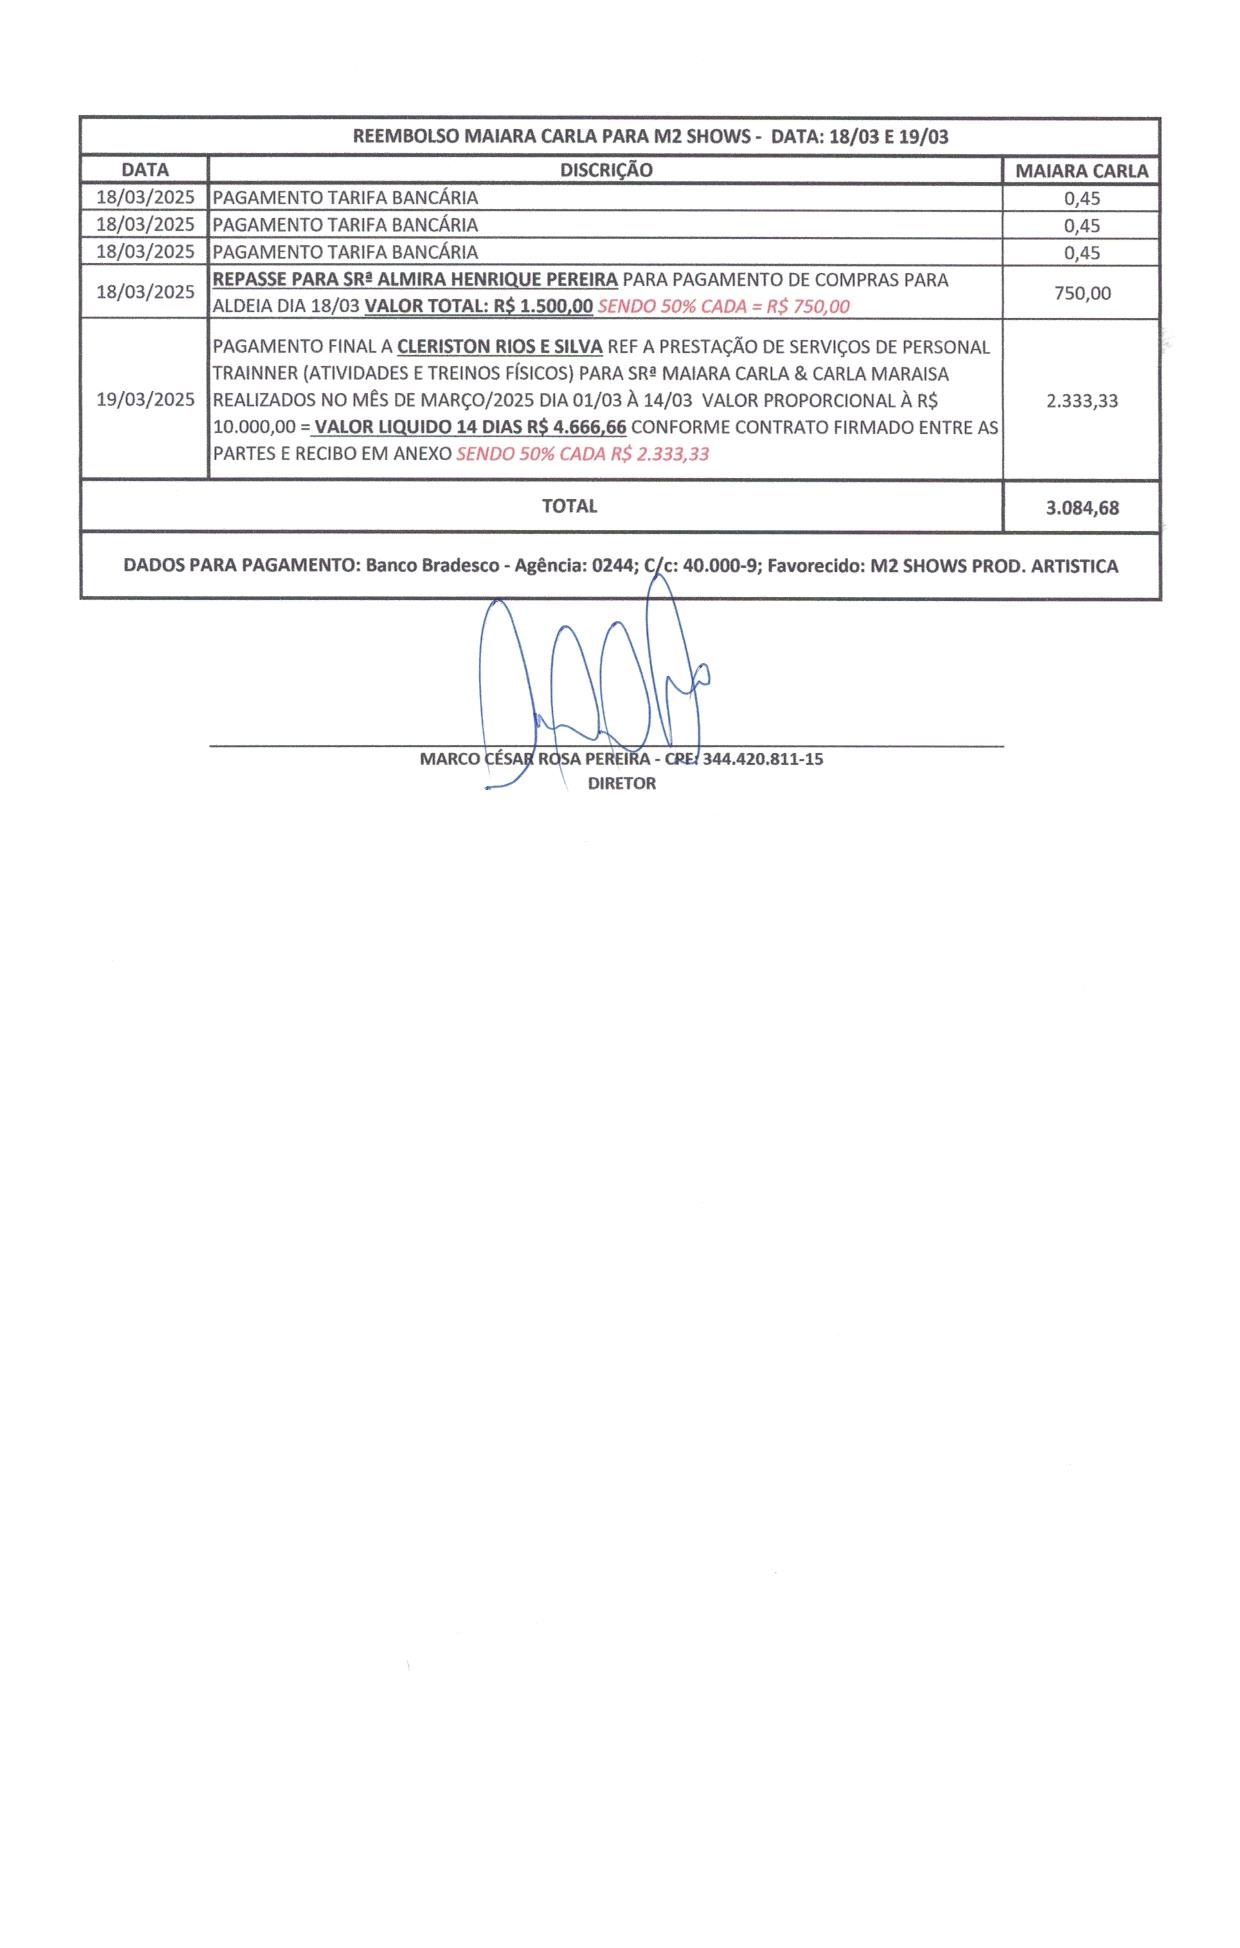 REEMBOLSO MAIARA CARLA PARA M2 SHOWS - DATA: 18/03 E 19/03
DATA DISCRIÇÃO MAIARA CARLA
18/03/2025 PAGAMENTO TARIFA BANCÁRIA 0,45
18/03/2025 PAGAMENTO TARIFA BANCÁRIA 0,45
18/03/2025 PAGAMENTO TARIFA BANCÁRIA 0,45
18/03/2025 REPASSE PARA SRª ALMIRA HENRIQUE PEREIRA PARA PAGAMENTO DE COMPRAS PARA
ALDEIA DIA 18/03 VALOR TOTAL: R$ 1.500,00 SENDO 50% CADA = R$ 750,00 750,00
PAGAMENTO FINAL A CLERISTON RIOS E SILVA REF A PRESTAÇÃO DE SERVIÇOS DE PERSONAL
TRAINNER (ATIVIDADES E TREINOS FÍSICOS) PARA SRª MAIARA CARLA & CARLA MARAISA
19/03/2025 REALIZADOS NO MÊS DE MARÇO/2025 DIA 01/03 À 14/03 VALOR PROPORCIONAL À R$ 2.333,33
10.000,00 = VALOR LIQUIDO 14 DIAS R$ 4.666,66 CONFORME CONTRATO FIRMADO ENTRE AS
PARTES E RECIBO EM ANEXO SENDO 50% CADA R$ 2.333,33
TOTAL 3.084,68
DADOS PARA PAGAMENTO: Banco Bradesco - Agência: 0244; C/c: 40.000-9; Favorecido: M2 SHOWS PROD. ARTISTICA
MARCO CÉSAR ROSA PEREIRA - CPF: 344.420.811-15
DIRETOR